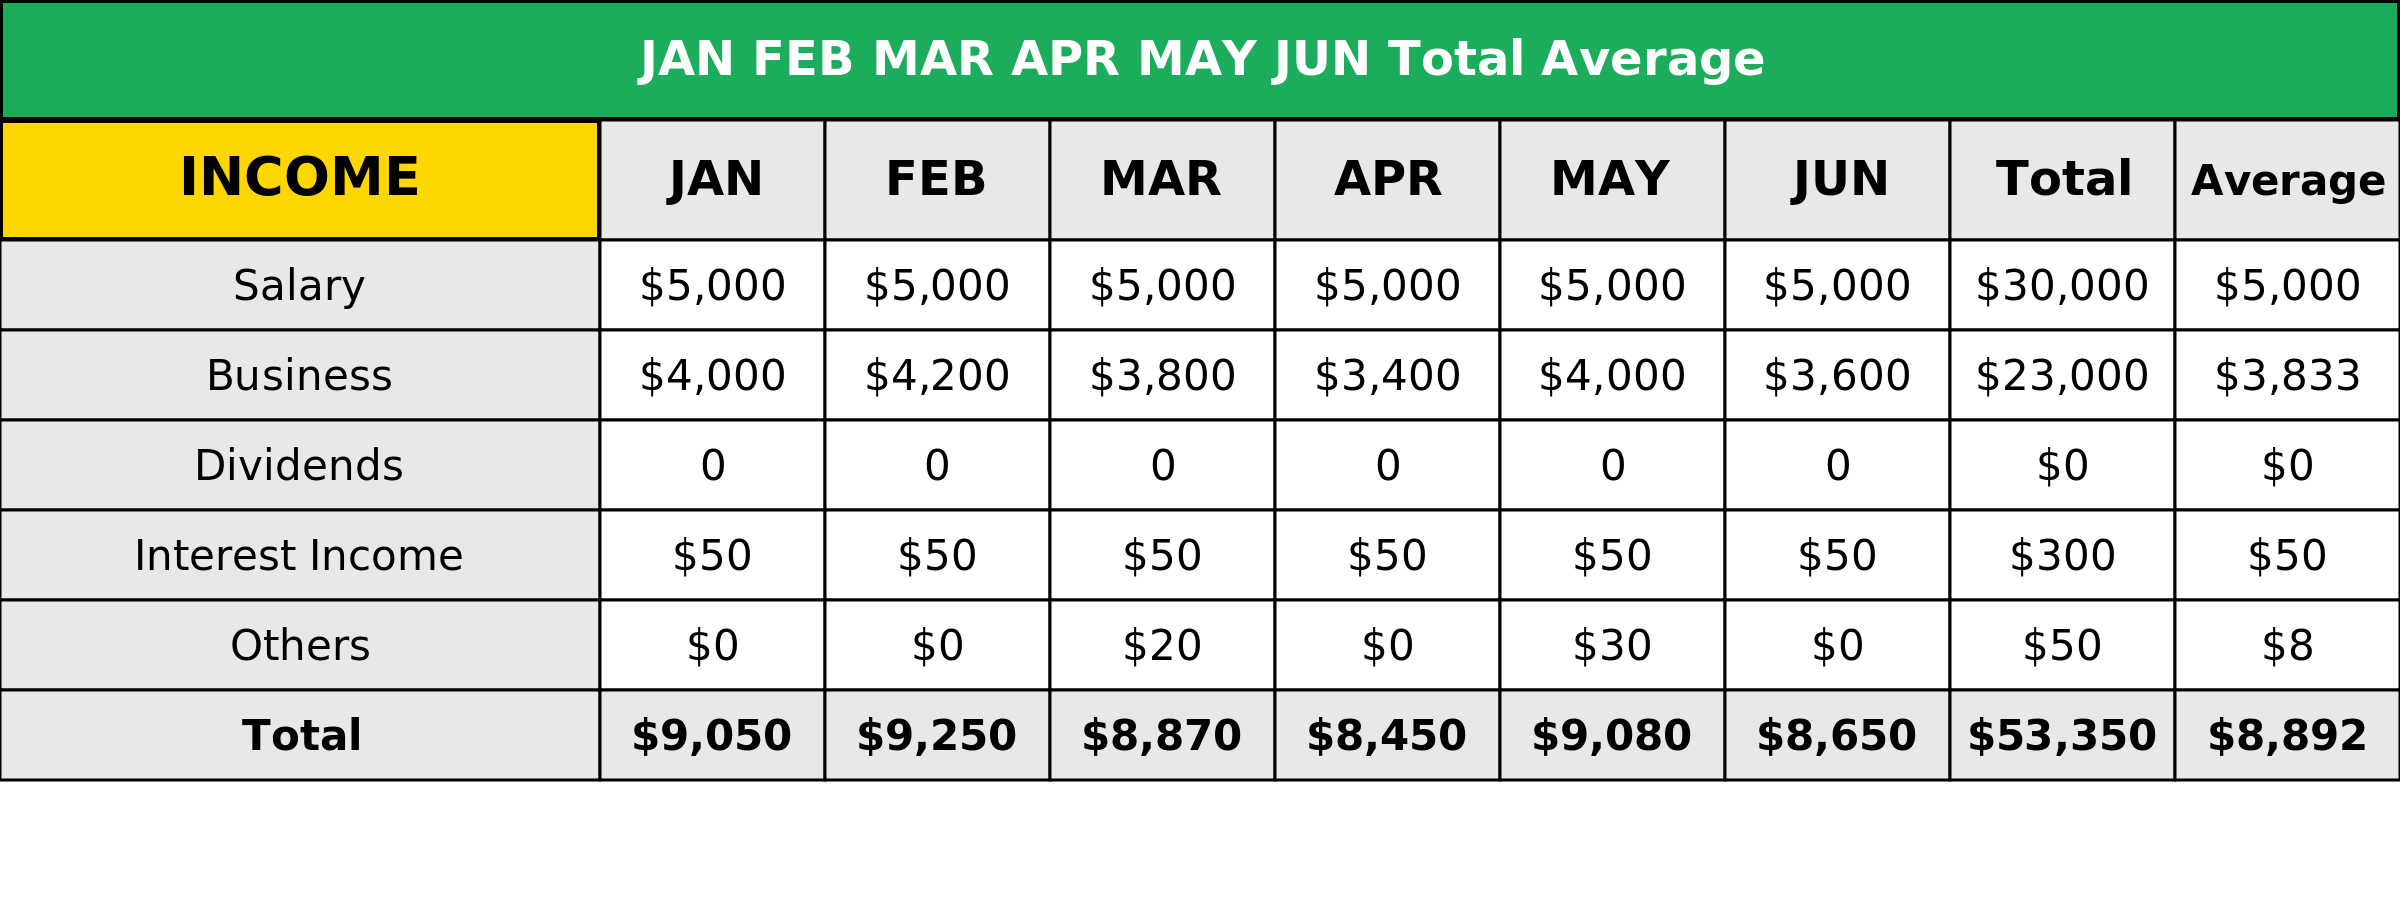 JAN FEB MAR APR MAY JUN Total Average
INCOME JAN FEB MAR APR MAY JUN Total Average
Salary $5,000 $5,000 $5,000 $5,000 $5,000 $5,000 $30,000 $5,000
Business $4,000 $4,200 $3,800 $3,400 $4,000 $3,600 $23,000 $3,833
Dividends 0 0 0 0 0 0 $0 $0
Interest Income $50 $50 $50 $50 $50 $50 $300 $50
Others $0 $0 $20 $0 $30 $0 $50 $8
Total $9,050 $9,250 $8,870 $8,450 $9,080 $8,650 $53,350 $8,892